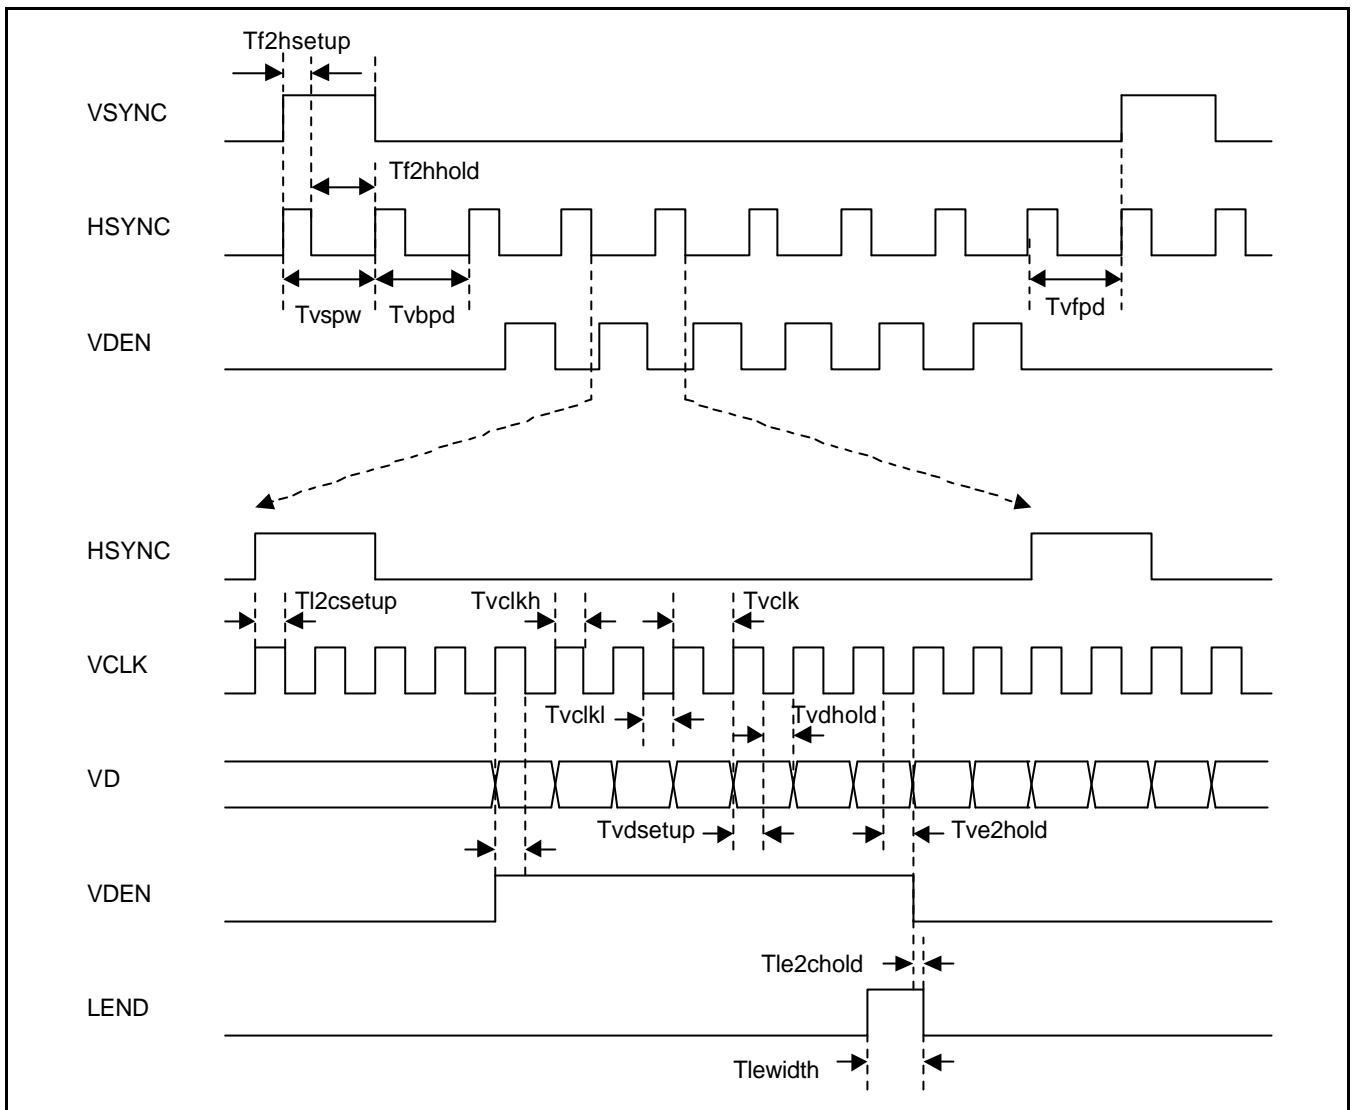 Tf2hsetup
VSYNC
Tf2hhold
HSYNC
Tvspw Tvbpd Tvfpd
VDEN
HSYNC
Tl2csetup Tvclkh Tvclk
VCLK
Tvclkl Tvdhold
VD
Tvdsetup Tve2hold
VDEN
Tle2chold
LEND
Tlewidth